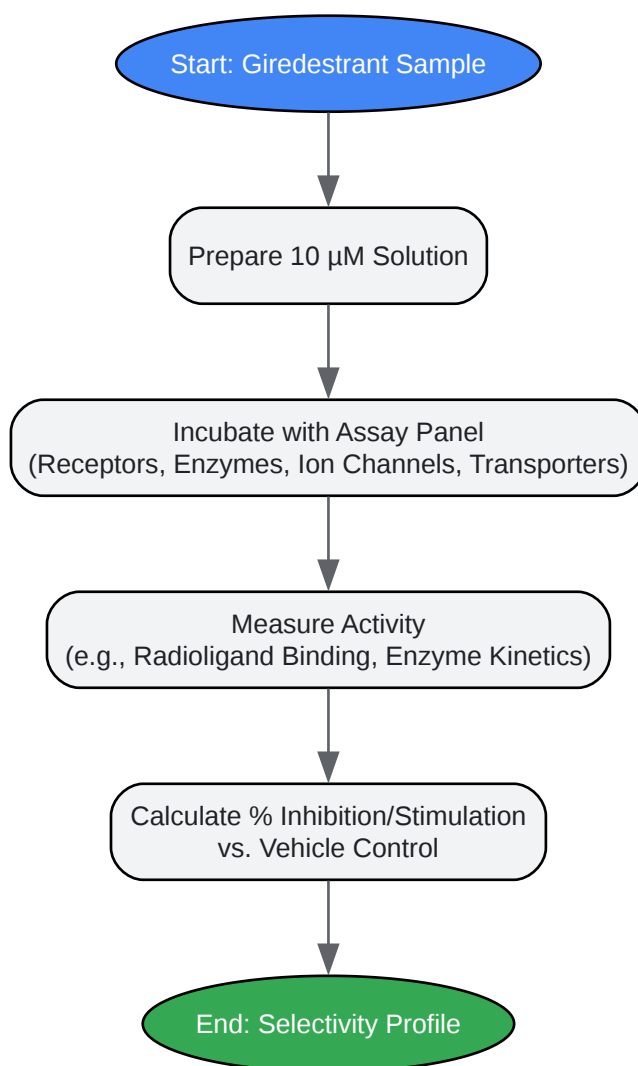 Start: Giredestrant Sample
Prepare 10 µM Solution
Incubate with Assay Panel
(Receptors, Enzymes, Ion Channels, Transporters)
Measure Activity
(e.g., Radioligand Binding, Enzyme Kinetics)
Calculate % Inhibition/Stimulation
vs. Vehicle Control
End: Selectivity Profile